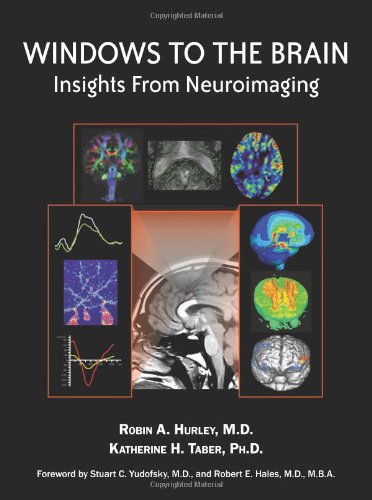 WINDOWS TO THE BRAIN
Insights From Neuroimaging
ROBIN A. HURLEY, M.D.
KATHERINE H. TABER, PH.D.
Foreword by Stuart C. Yudofsky, M.D., and Robert E. Hales, M.D., M.B.A.